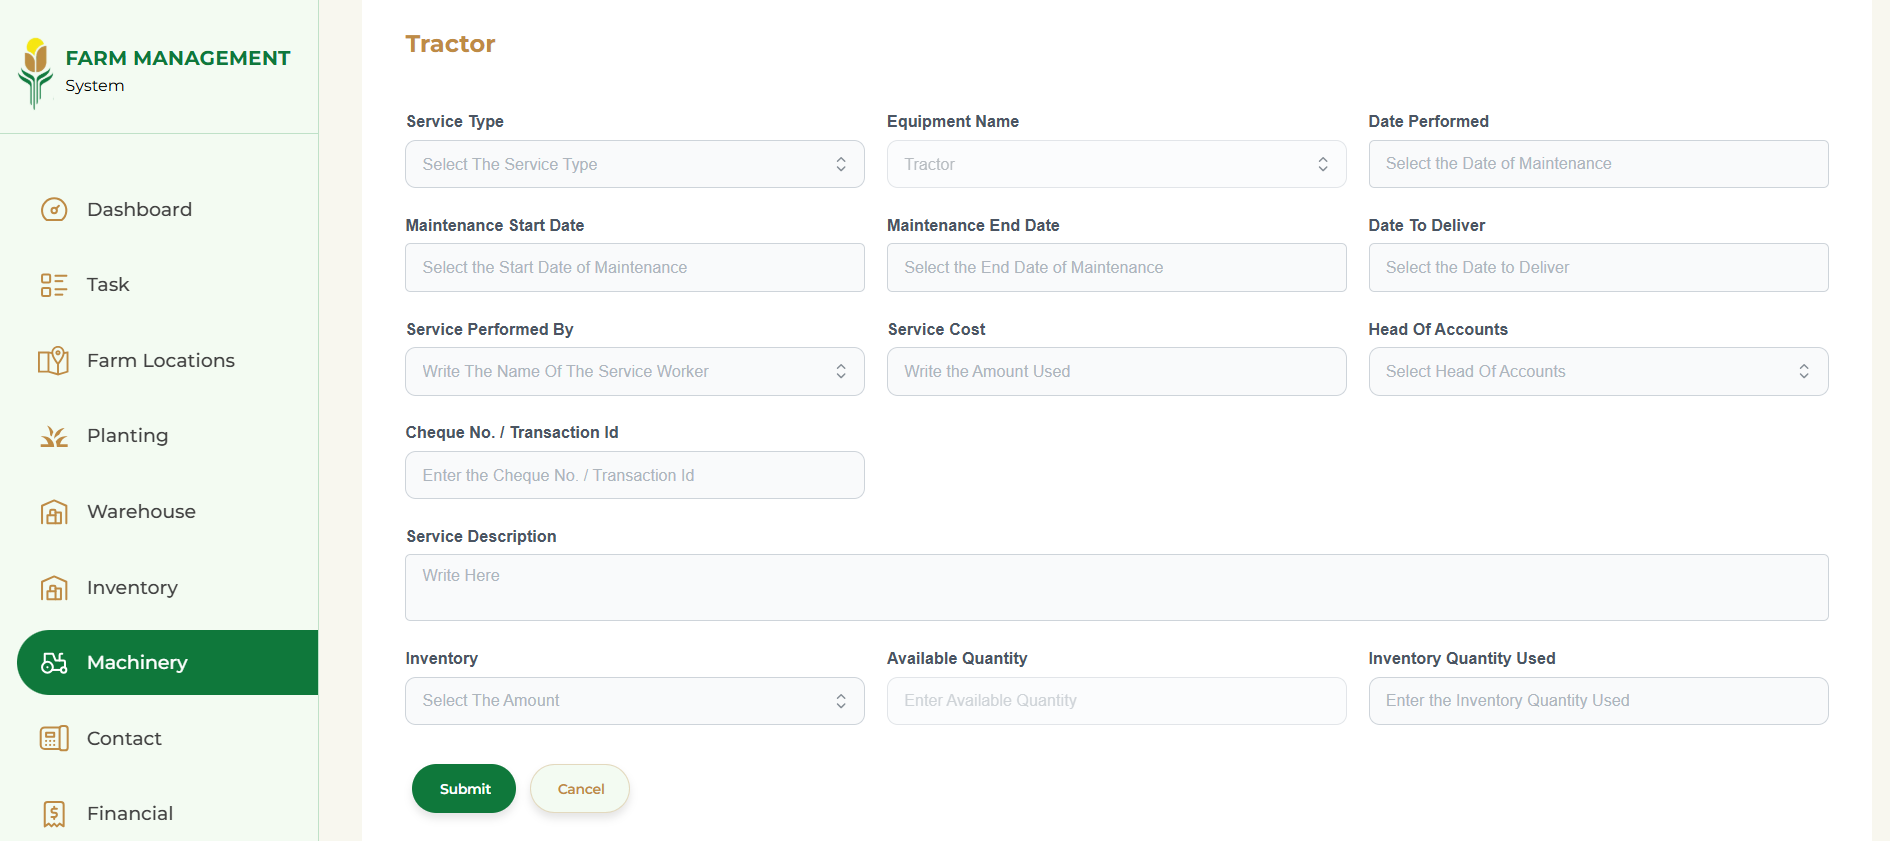 FARM MANAGEMENT
System
Dashboard
Task
Farm Locations
Planting
Warehouse
Inventory
Machinery
Contact
Financial
Tractor
Service Type
Equipment Name
Date Performed
Select The Service Type
Tractor
Select the Date of Maintenance
Maintenance Start Date
Maintenance End Date
Date To Deliver
Select the Start Date of Maintenance
Select the End Date of Maintenance
Select the Date to Deliver
Service Performed By
Service Cost
Head Of Accounts
Write The Name Of The Service Worker
Write the Amount Used
Select Head Of Accounts
Cheque No. / Transaction Id
Enter the Cheque No. / Transaction Id
Service Description
Write Here
Inventory
Available Quantity
Inventory Quantity Used
Select The Amount
Enter Available Quantity
Enter the Inventory Quantity Used
Submit
Cancel